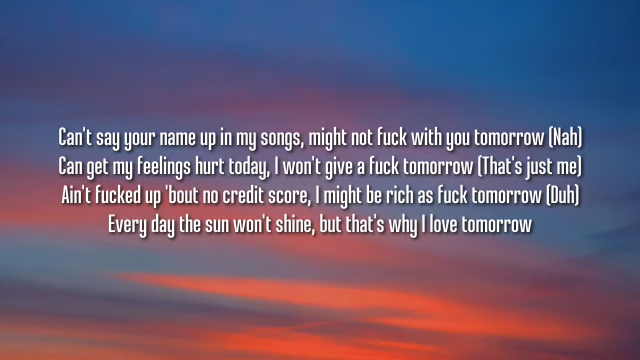 Can't say your name up in my songs, might not fuck with you tomorrow (Nah)
Can get my feelings hurt today, I won't give a fuck tomorrow (That's just me)
Ain't fucked up 'bout no credit score, I might be rich as fuck tomorrow (Duh)
Every day the sun won't shine, but that's why I love tomorrow